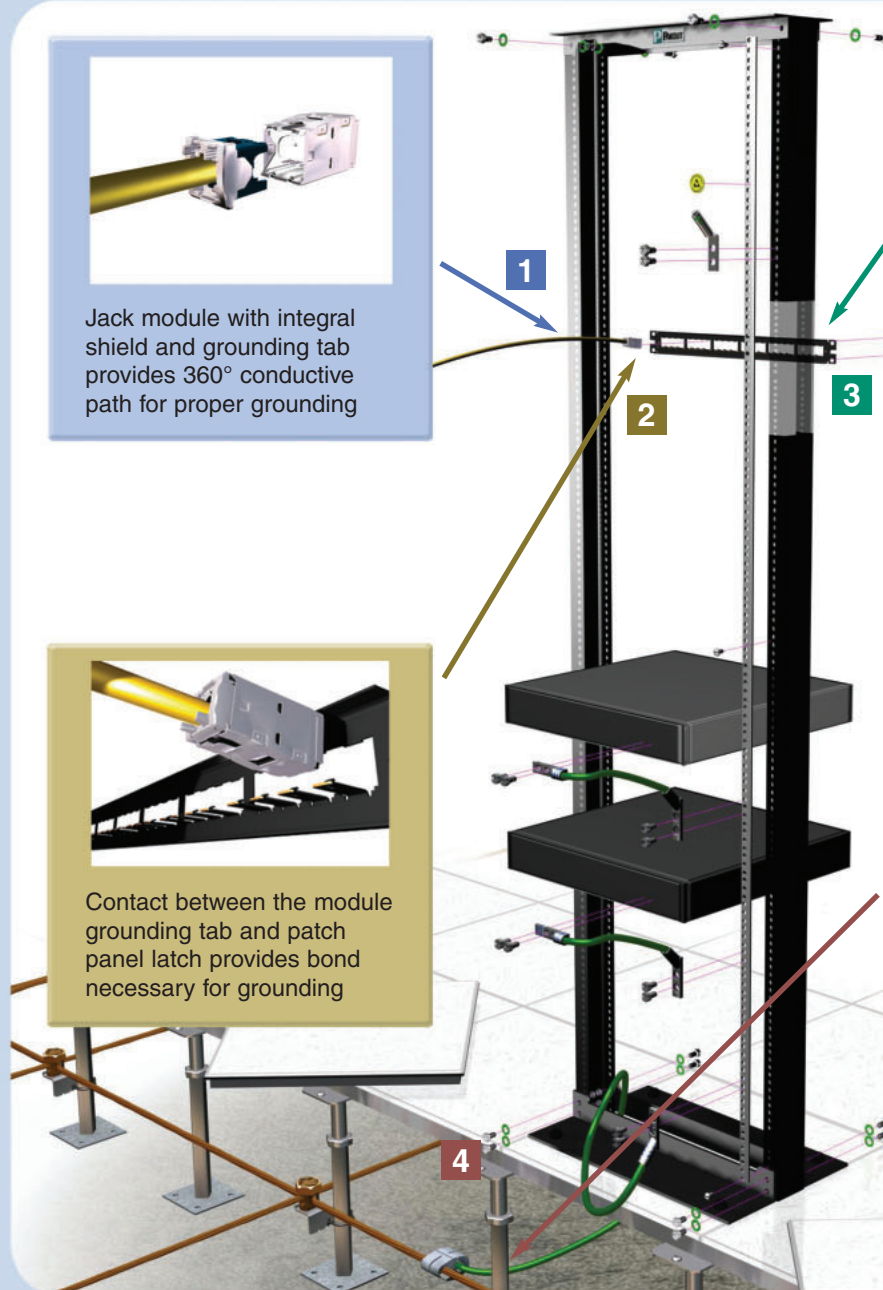 PANDUIT
1
Jack module with integral
shield and grounding tab
provides 360° conductive
path for proper grounding
2
3
Contact between the module
grounding tab and patch
panel latch provides bond
necessary for grounding
4